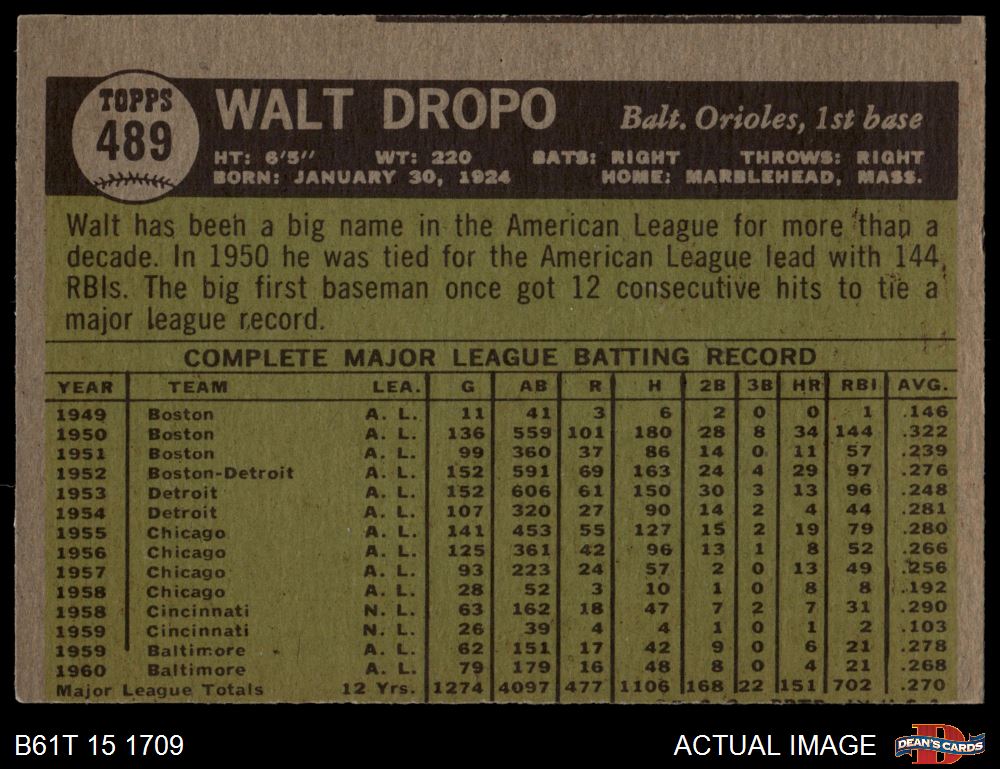 TOPPS
489
WALT DROPO
Balt. Orioles, 1st base
HT: 6'5" WT: 220 BATS: RIGHT THROWS: RIGHT
BORN: JANUARY 30, 1924 HOME: MARBLEHEAD, MASS.
Walt has been a big name in the American League for more than a
decade. In 1950 he was tied for the American League lead with 144
RBIs. The big first baseman once got 12 consecutive hits to tie a
major league record.
COMPLETE MAJOR LEAGUE BATTING RECORD
YEAR TEAM LEA. G AB R H 2B 3B HR RBI AVG.
1949 Boston A. L. 11 41 3 6 2 0 0 1 .146
1950 Boston A. L. 136 559 101 180 28 8 34 144 .322
1951 Boston A. L. 99 360 37 86 14 0 11 57 .239
1952 Boston-Detroit A. L. 152 591 69 163 24 4 29 97 .276
1953 Detroit A. L. 152 606 61 150 30 3 13 96 .248
1954 Detroit A. L. 107 320 27 90 14 2 4 44 .281
1955 Chicago A. L. 141 453 55 127 15 2 19 79 .280
1956 Chicago A. L. 125 361 42 96 13 1 8 52 .266
1957 Chicago A. L. 93 223 24 57 2 0 13 49 .256
1958 Chicago A. L. 28 52 3 10 1 0 8 8 .192
1958 Cincinnati N. L. 63 162 18 47 7 2 7 31 .290
1959 Cincinnati N. L. 26 39 4 4 1 0 1 2 .103
1959 Baltimore A. L. 62 151 17 42 9 0 6 21 .278
1960 Baltimore A. L. 79 179 16 48 8 0 4 21 .268
Major League Totals 12 Yrs. 1274 4097 477 1106 168 22 151 702 .270
B61T 15 1709
ACTUAL IMAGE
DEAN'S CARDS